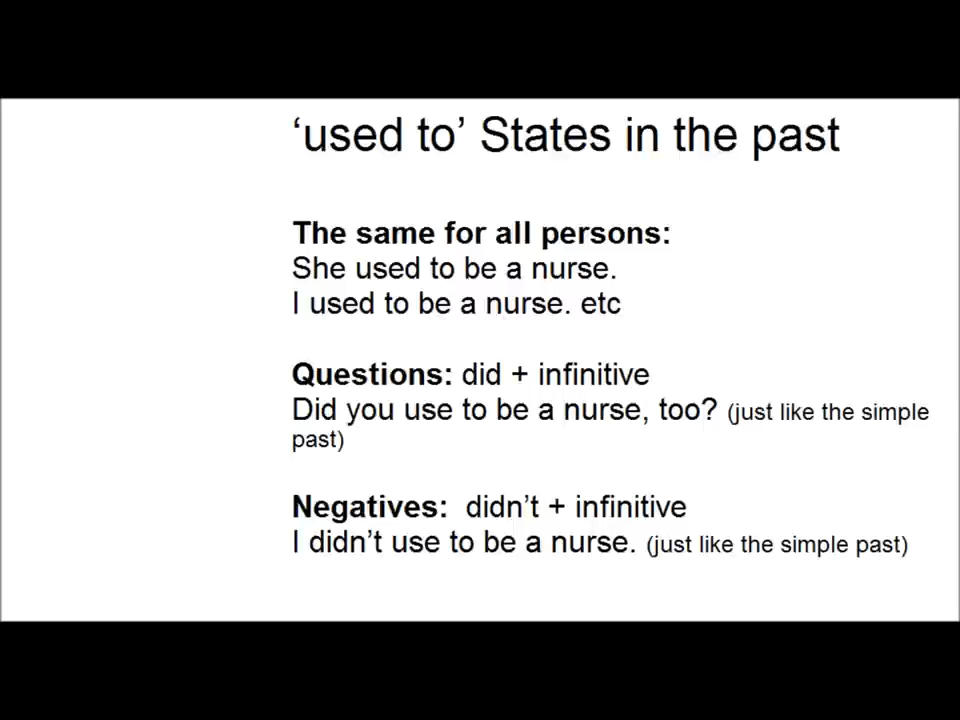 ‘used to’ States in the past
The same for all persons:
She used to be a nurse.
I used to be a nurse. etc
Questions: did + infinitive
Did you use to be a nurse, too? (just like the simple
past)
Negatives:  didn’t + infinitive
I didn’t use to be a nurse. (just like the simple past)